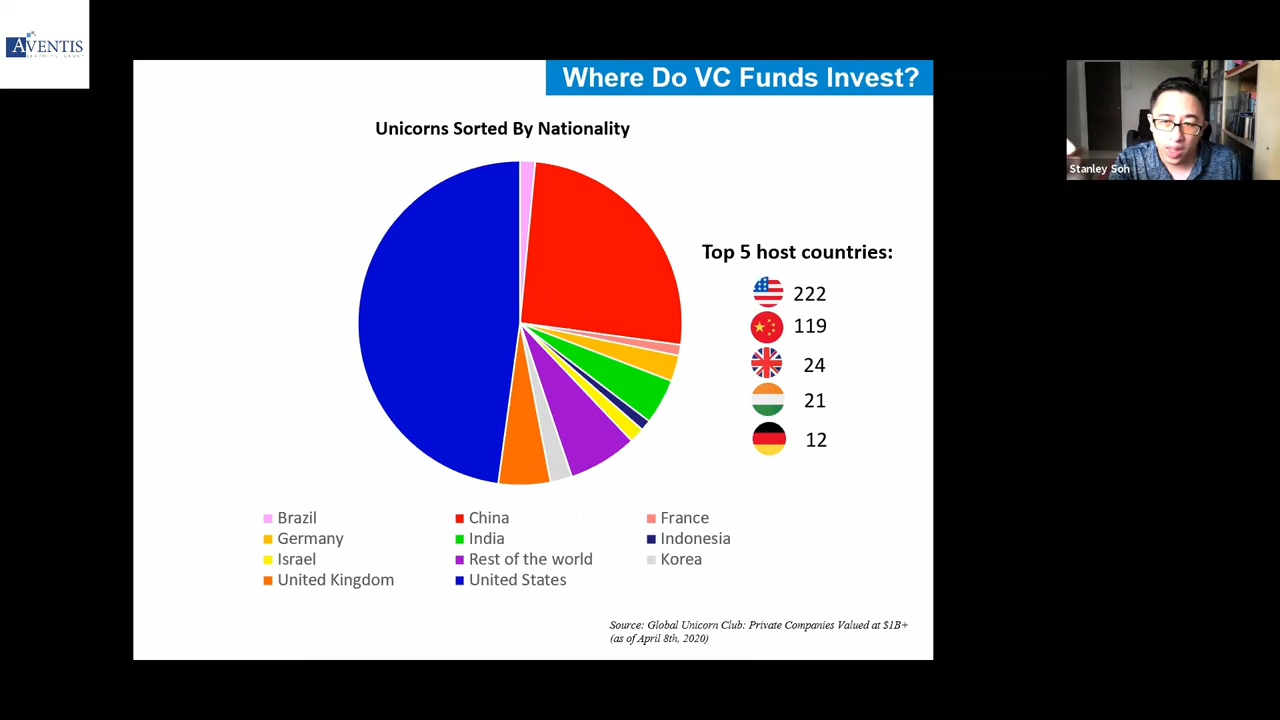 AVENTIS
Where Do VC Funds Invest?
Unicorns Sorted By Nationality
Stanley Soh
Top 5 host countries:
222
119
24
21
12
Brazil
China
France
Germany
India
Indonesia
Israel
Rest of the world
Korea
United Kingdom
United States
Source: Global Unicorn Club: Private Companies Valued at $1B+
(as of April 8th, 2020)